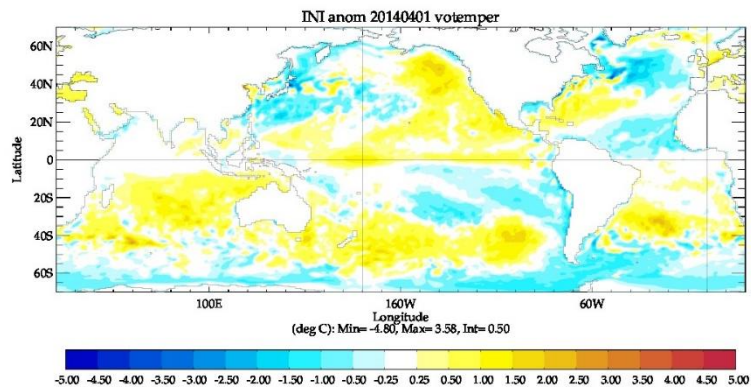 INI anom 20140401 votemper
60N
40N
20N
0
20S
40S
60S
Latitude
100E 160W 60W
Longitude
(deg C): Min= -4.80, Max= 3.58, Int= 0.50
-5.00 -4.50 -4.00 -3.50 -3.00 -2.50 -2.00 -1.50 -1.00 -0.50 -0.25 0.25 0.50 1.00 1.50 2.00 2.50 3.00 3.50 4.00 4.50 5.00